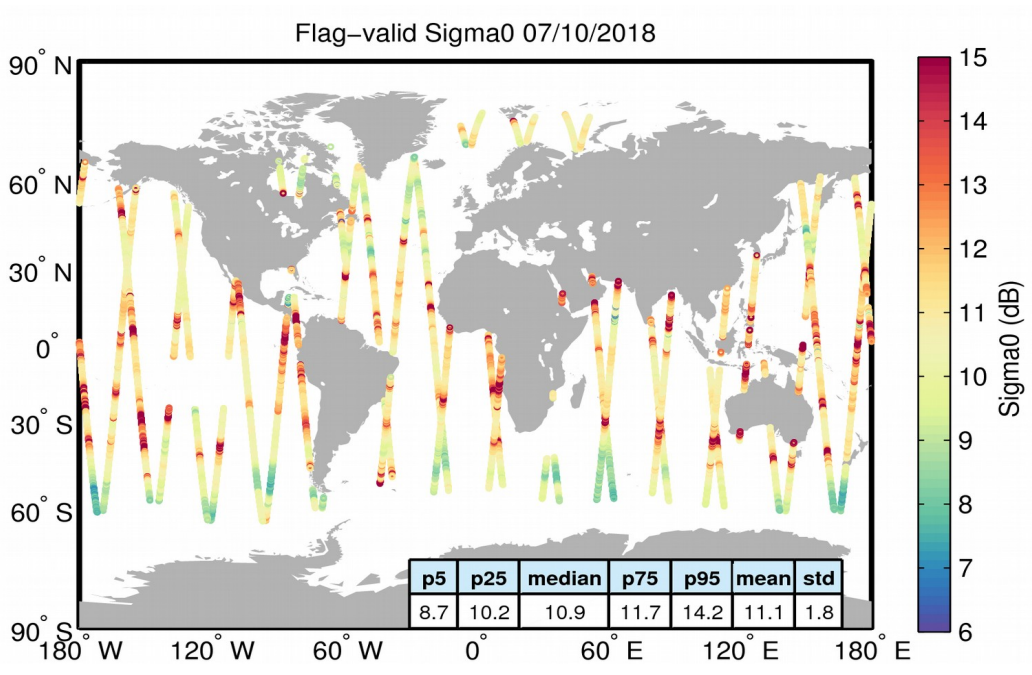 Flag−valid Sigma0 07/10/2018
90° N
60° N
30° N
0°
30° S
60° S
90° S
180° W
120° W
60° W
0°
60° E
120° E
180° E
p5 p25 median p75 p95 mean std
8.7 10.2 10.9 11.7 14.2 11.1 1.8
15
14
13
12
11
10
9
8
7
6
Sigma0 (dB)